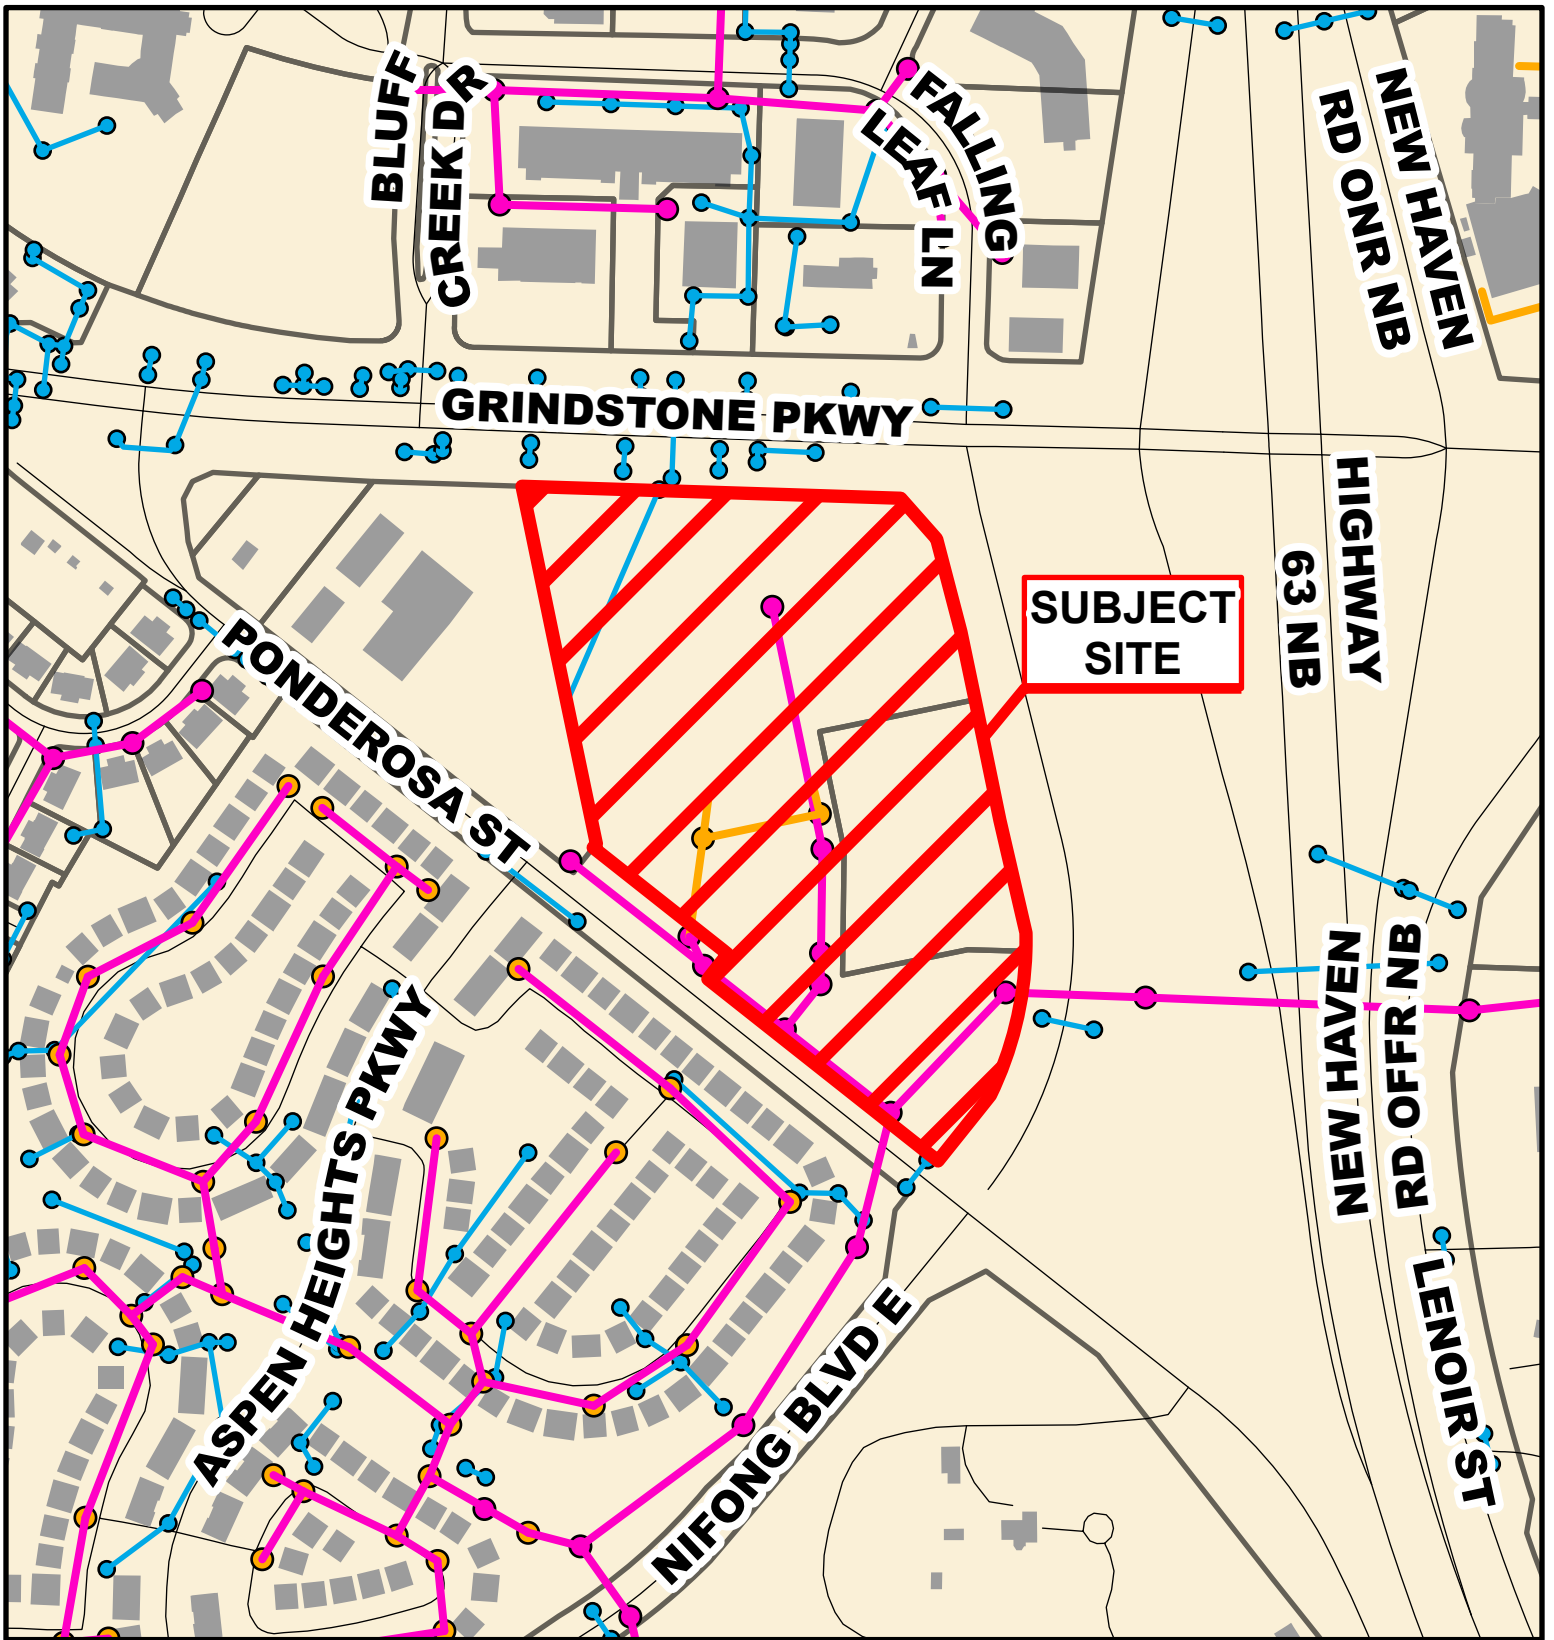 BLUFF
CREEK DR
FALLING
LEAF LN
NEW HAVEN
RD ONR NB
GRINDSTONE PKWY
HIGHWAY
63 NB
SUBJECT
SITE
PONDEROSA ST
ASPEN HEIGHTS PKWY
NEW HAVEN
RD OFFR NB
LENOIR ST
NIFONG BLVD E